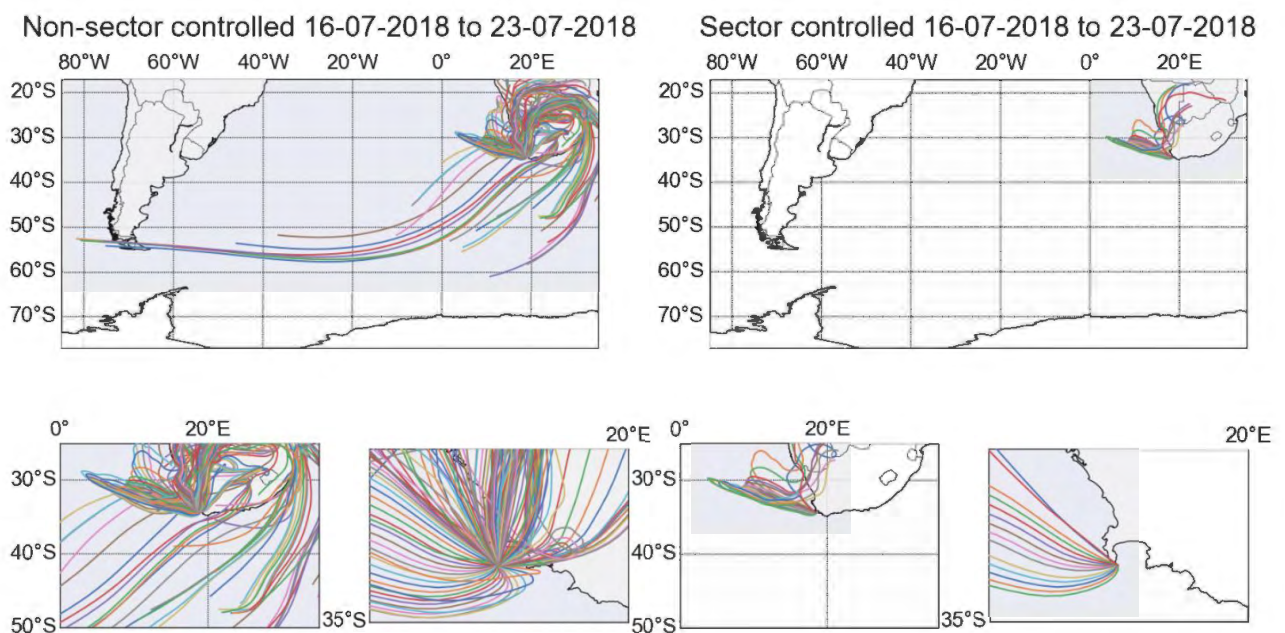 Non-sector controlled 16-07-2018 to 23-07-2018
80°W 60°W 40°W 20°W 0° 20°E
20°S
30°S
40°S
50°S
60°S
70°S
Sector controlled 16-07-2018 to 23-07-2018
80°W 60°W 40°W 20°W 0° 20°E
20°S
30°S
40°S
50°S
60°S
70°S
0° 20°E
30°S
40°S
50°S
20°E
35°S
0° 20°E
30°S
40°S
50°S
20°E
35°S